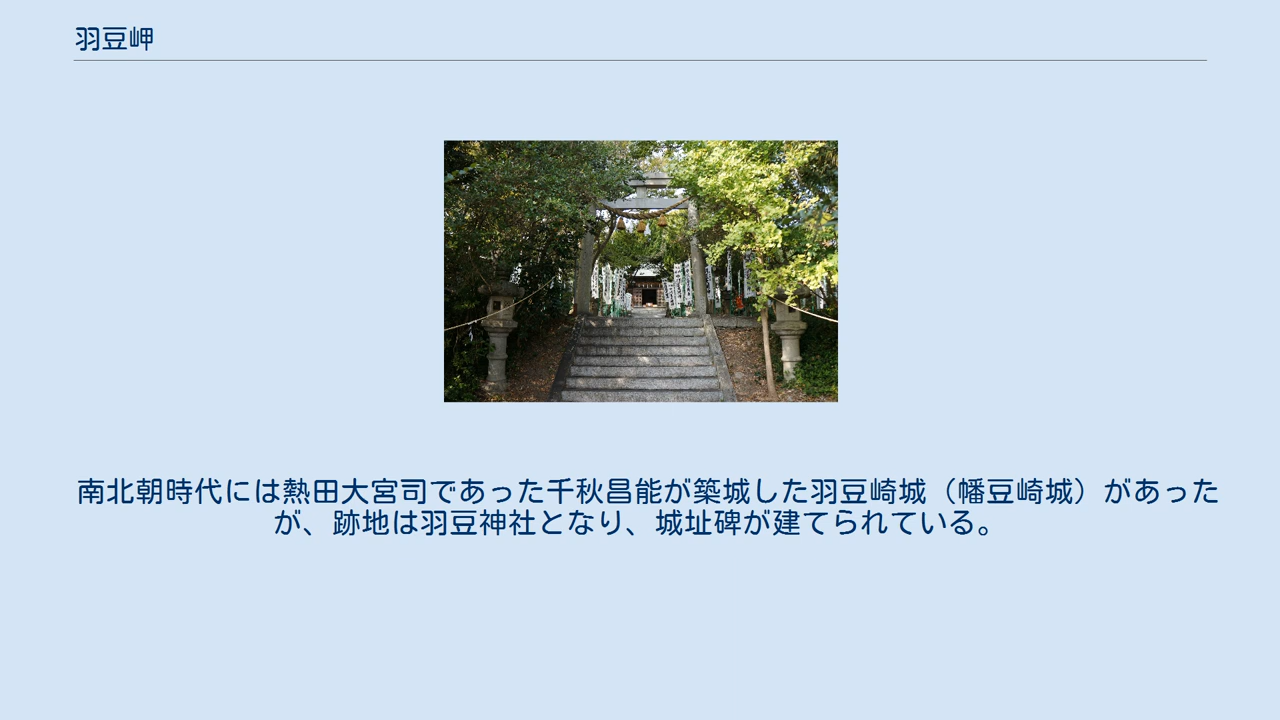 羽豆岬
南北朝時代には熱田大宮司であった千秋昌能が築城した羽豆崎城（幡豆崎城）があった
が、跡地は羽豆神社となり、城址碑が建てられている。